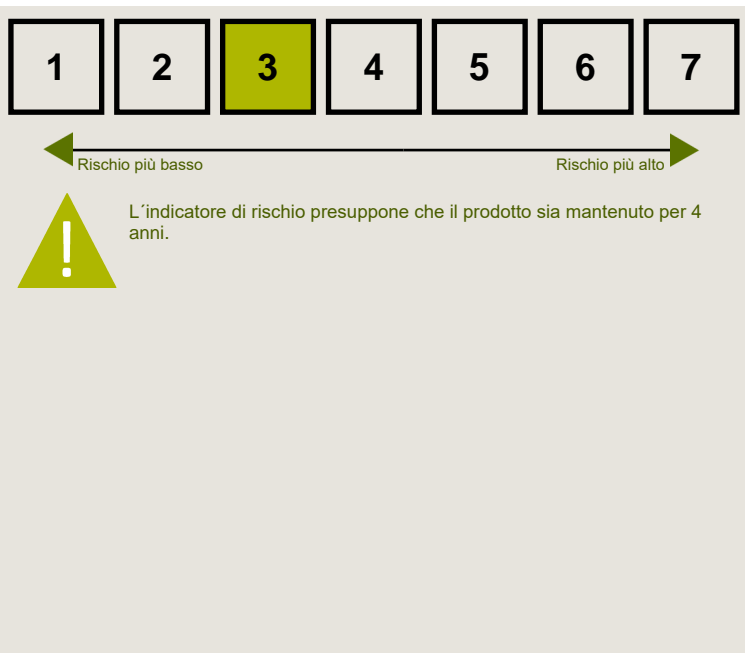 1 2 3 4 5 6 7
Rischio più basso Rischio più alto
!
L´indicatore di rischio presuppone che il prodotto sia mantenuto per 4
anni.